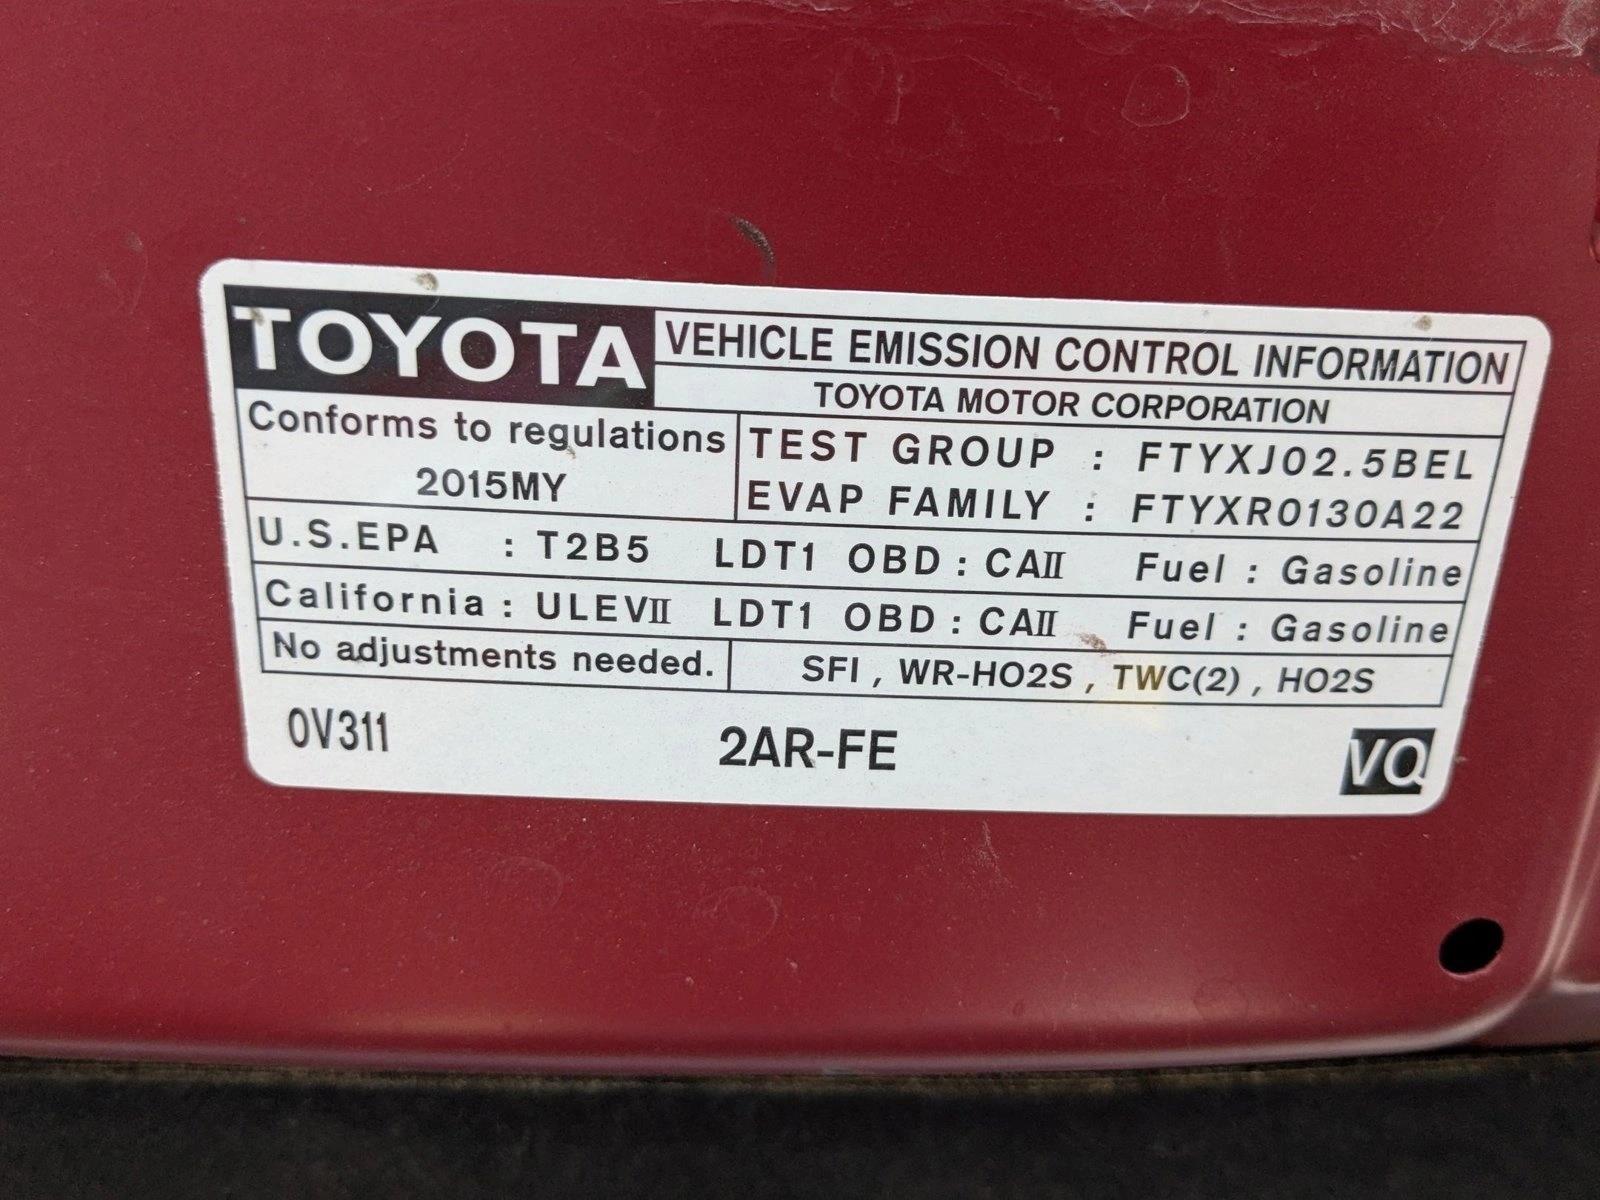 TOYOTA VEHICLE EMISSION CONTROL INFORMATION
TOYOTA MOTOR CORPORATION
Conforms to regulations
2015MY
TEST GROUP : FTYXJ02.5BEL
EVAP FAMILY : FTYXR0130A22
U.S.EPA : T2B5 LDT1 OBD : CAII Fuel : Gasoline
California : ULEVII LDT1 OBD : CAII Fuel : Gasoline
No adjustments needed. SFI , WR-HO2S , TWC(2) , HO2S
0V311 2AR-FE VQ